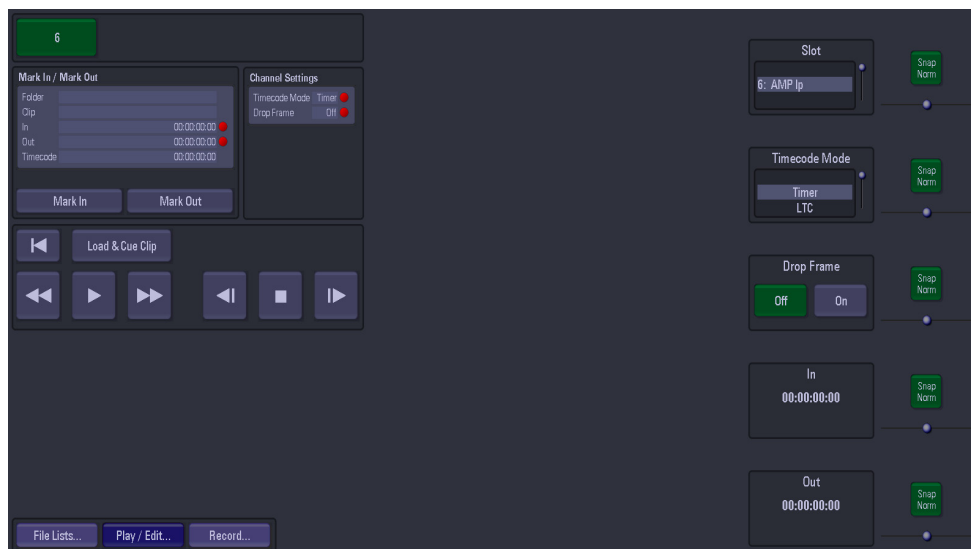 6
Mark In / Mark Out
Folder
Clip
In 00:00:00:00
Out 00:00:00:00
Timecode 00:00:00:00
Mark In Mark Out
Channel Settings
Timecode Mode Timer
Drop Frame Off
Load & Cue Clip
File Lists... Play / Edit... Record...
Slot
6: AMP Ip
Snap
Norm
Timecode Mode
Timer
LTC
Snap
Norm
Drop Frame
Off On
Snap
Norm
In
00:00:00:00
Snap
Norm
Out
00:00:00:00
Snap
Norm